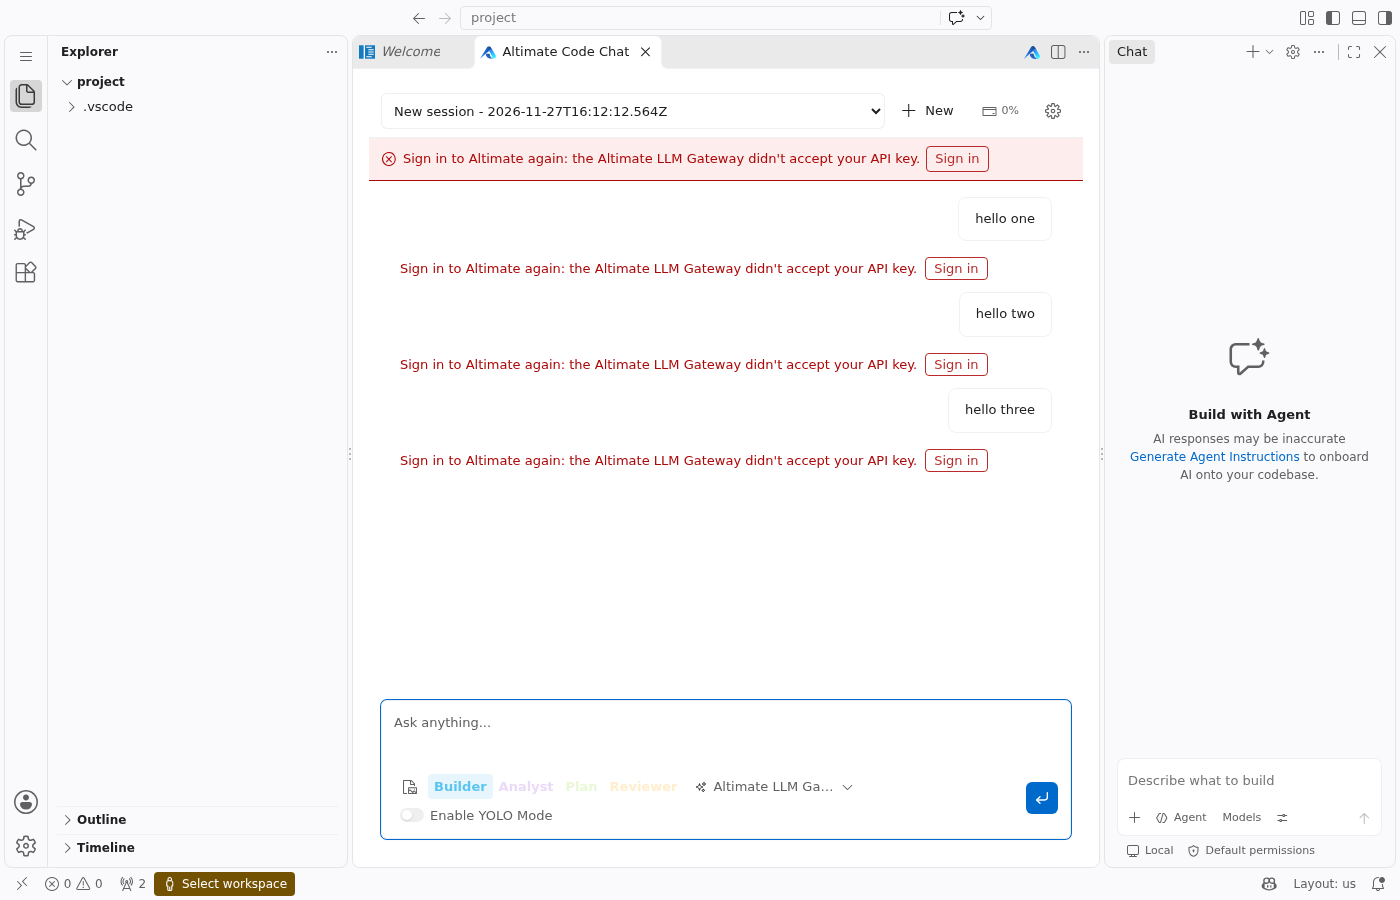 project
Explorer
project
.vscode
Outline
Timeline
Welcome
Altimate Code Chat
New session - 2026-11-27T16:12:12.564Z
New
0%
Sign in to Altimate again: the Altimate LLM Gateway didn't accept your API key.
Sign in
hello one
Sign in to Altimate again: the Altimate LLM Gateway didn't accept your API key.
Sign in
hello two
Sign in to Altimate again: the Altimate LLM Gateway didn't accept your API key.
Sign in
hello three
Sign in to Altimate again: the Altimate LLM Gateway didn't accept your API key.
Sign in
Ask anything...
Builder Analyst Plan Reviewer Altimate LLM Ga...
Enable YOLO Mode
Chat
Build with Agent
AI responses may be inaccurate
Generate Agent Instructions to onboard
AI onto your codebase.
Describe what to build
Agent Models
Local Default permissions
0 0 2 Select workspace
Layout: us